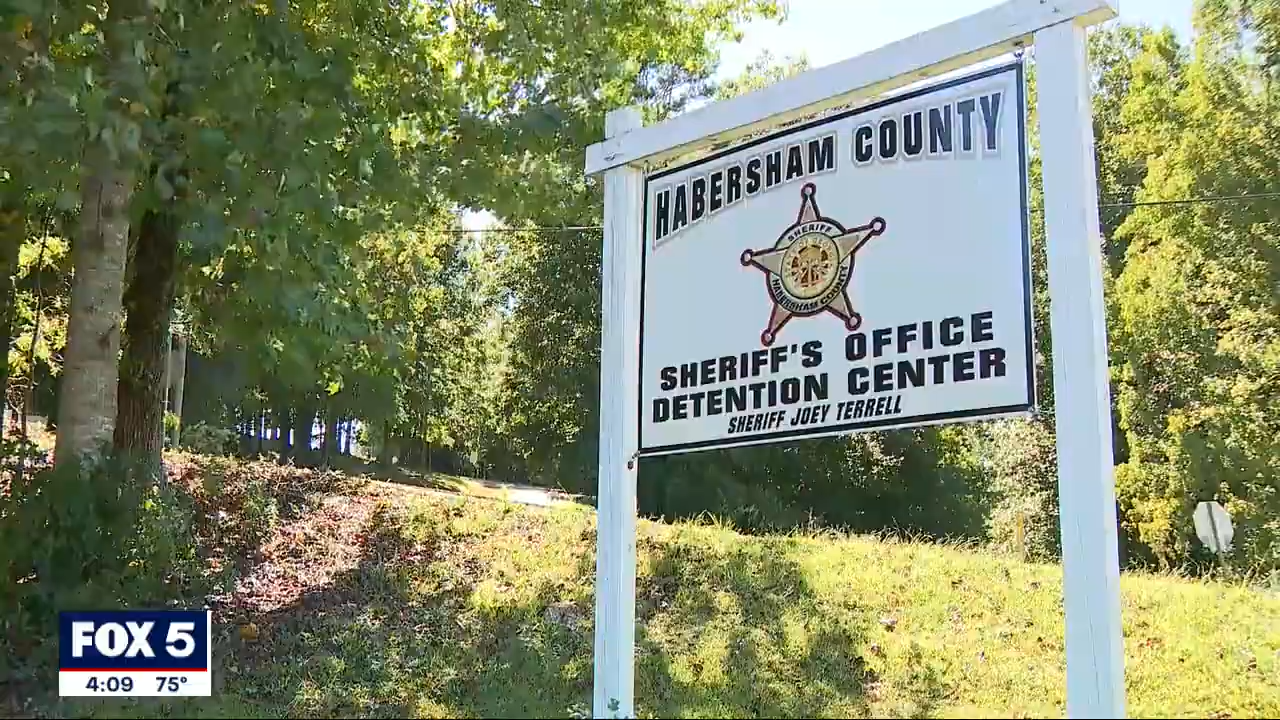 HABERSHAM COUNTY
SHERIFF
HABERSHAM COUNTY
SHERIFF'S OFFICE
DETENTION CENTER
SHERIFF JOEY TERRELL
FOX 5
4:09 75°